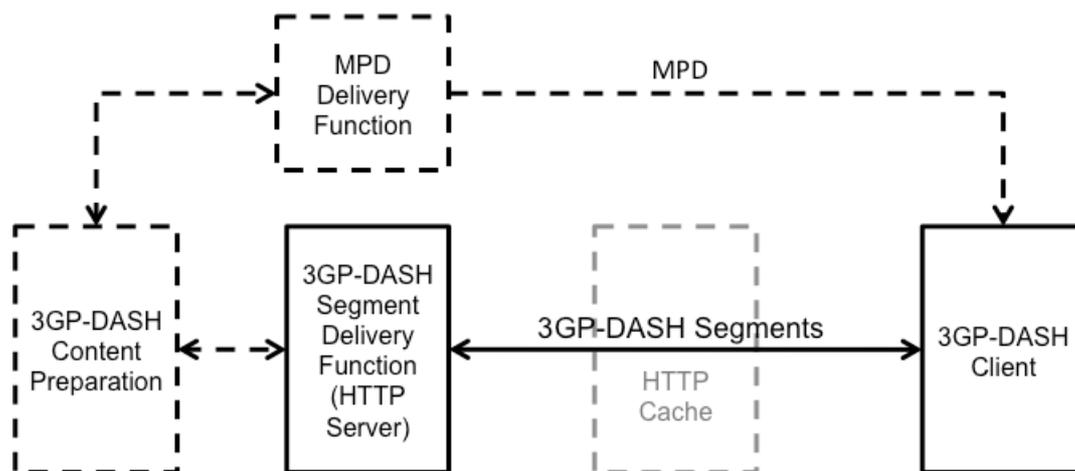 MPD
Delivery
Function
MPD
3GP-DASH
Content
Preparation
3GP-DASH
Segment
Delivery
Function
(HTTP
Server)
3GP-DASH Segments
HTTP
Cache
3GP-DASH
Client